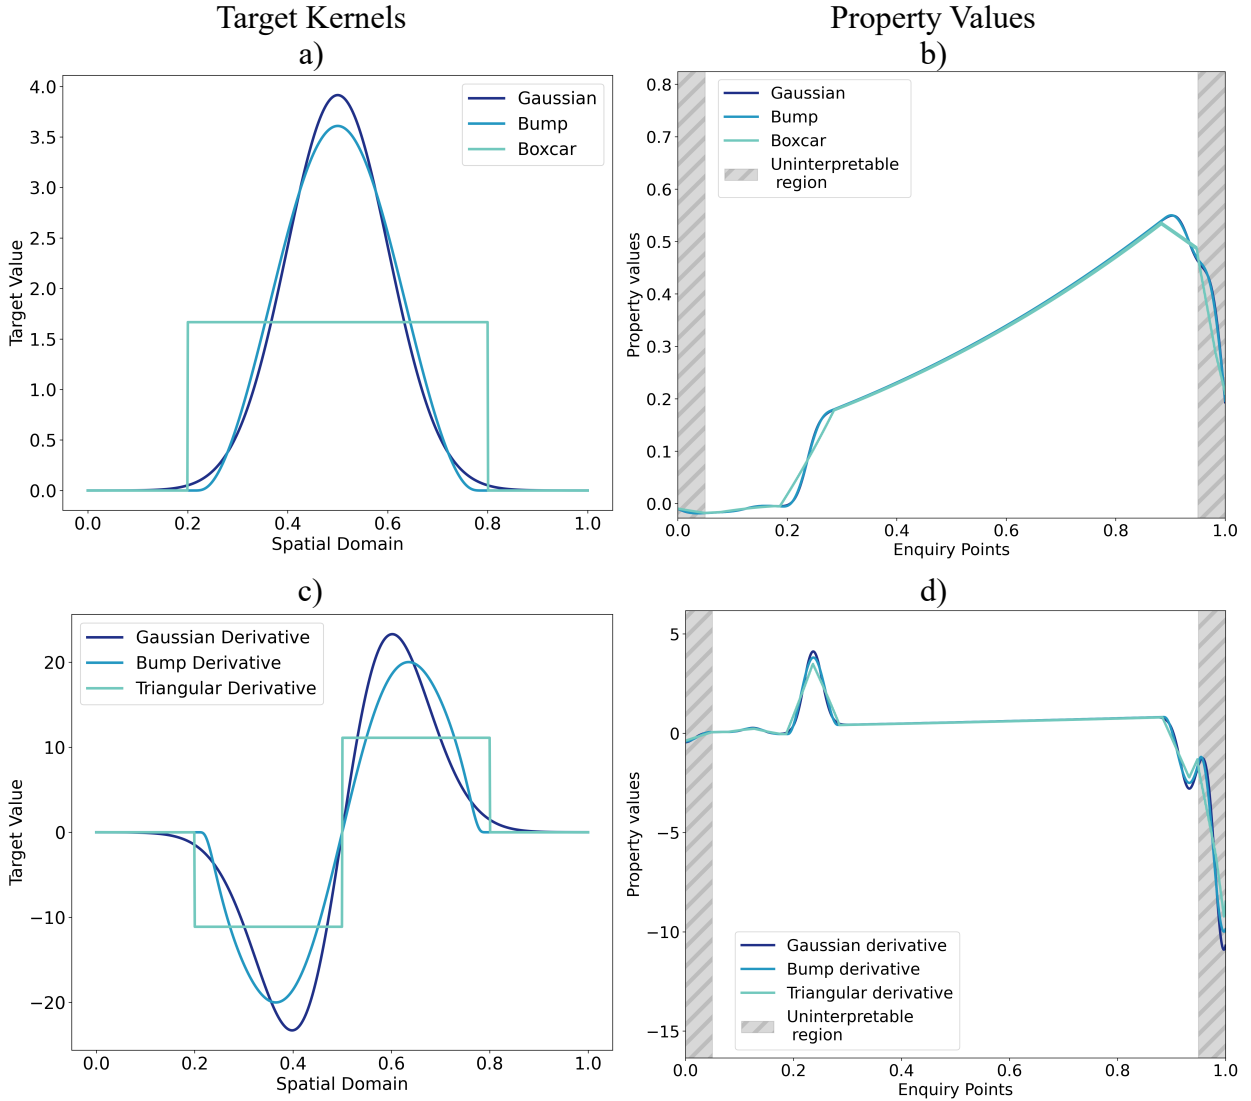 Target Kernels
Property Values
a)
b)
4.0
3.5
3.0
2.5
2.0
1.5
1.0
0.5
0.0
Target Value
0.0 0.2 0.4 0.6 0.8 1.0
Spatial Domain
Gaussian
Bump
Boxcar
0.8
0.7
0.6
0.5
0.4
0.3
0.2
0.1
0.0
Property values
0.0 0.2 0.4 0.6 0.8 1.0
Enquiry Points
Gaussian
Bump
Boxcar
Uninterpretable
region
c)
d)
20
10
0
−10
−20
Target Value
0.0 0.2 0.4 0.6 0.8 1.0
Spatial Domain
Gaussian Derivative
Bump Derivative
Triangular Derivative
5
0
−5
−10
−15
Property values
0.0 0.2 0.4 0.6 0.8 1.0
Enquiry Points
Gaussian derivative
Bump derivative
Triangular derivative
Uninterpretable
region